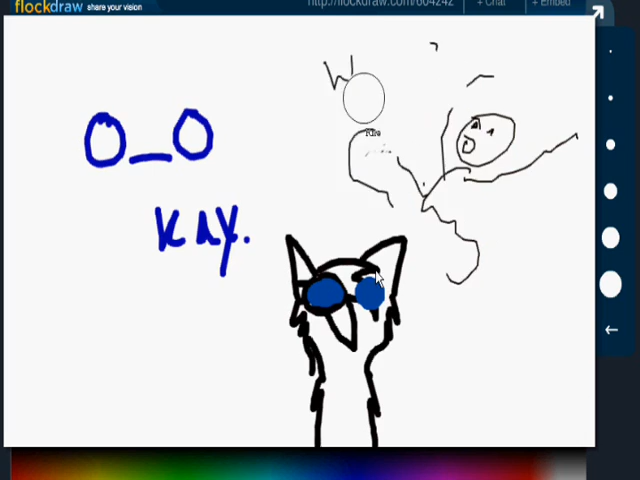 flockdraw share your vision
http://flockdraw.com/604242
+ Chat
+ Embed
O_O
Kay.